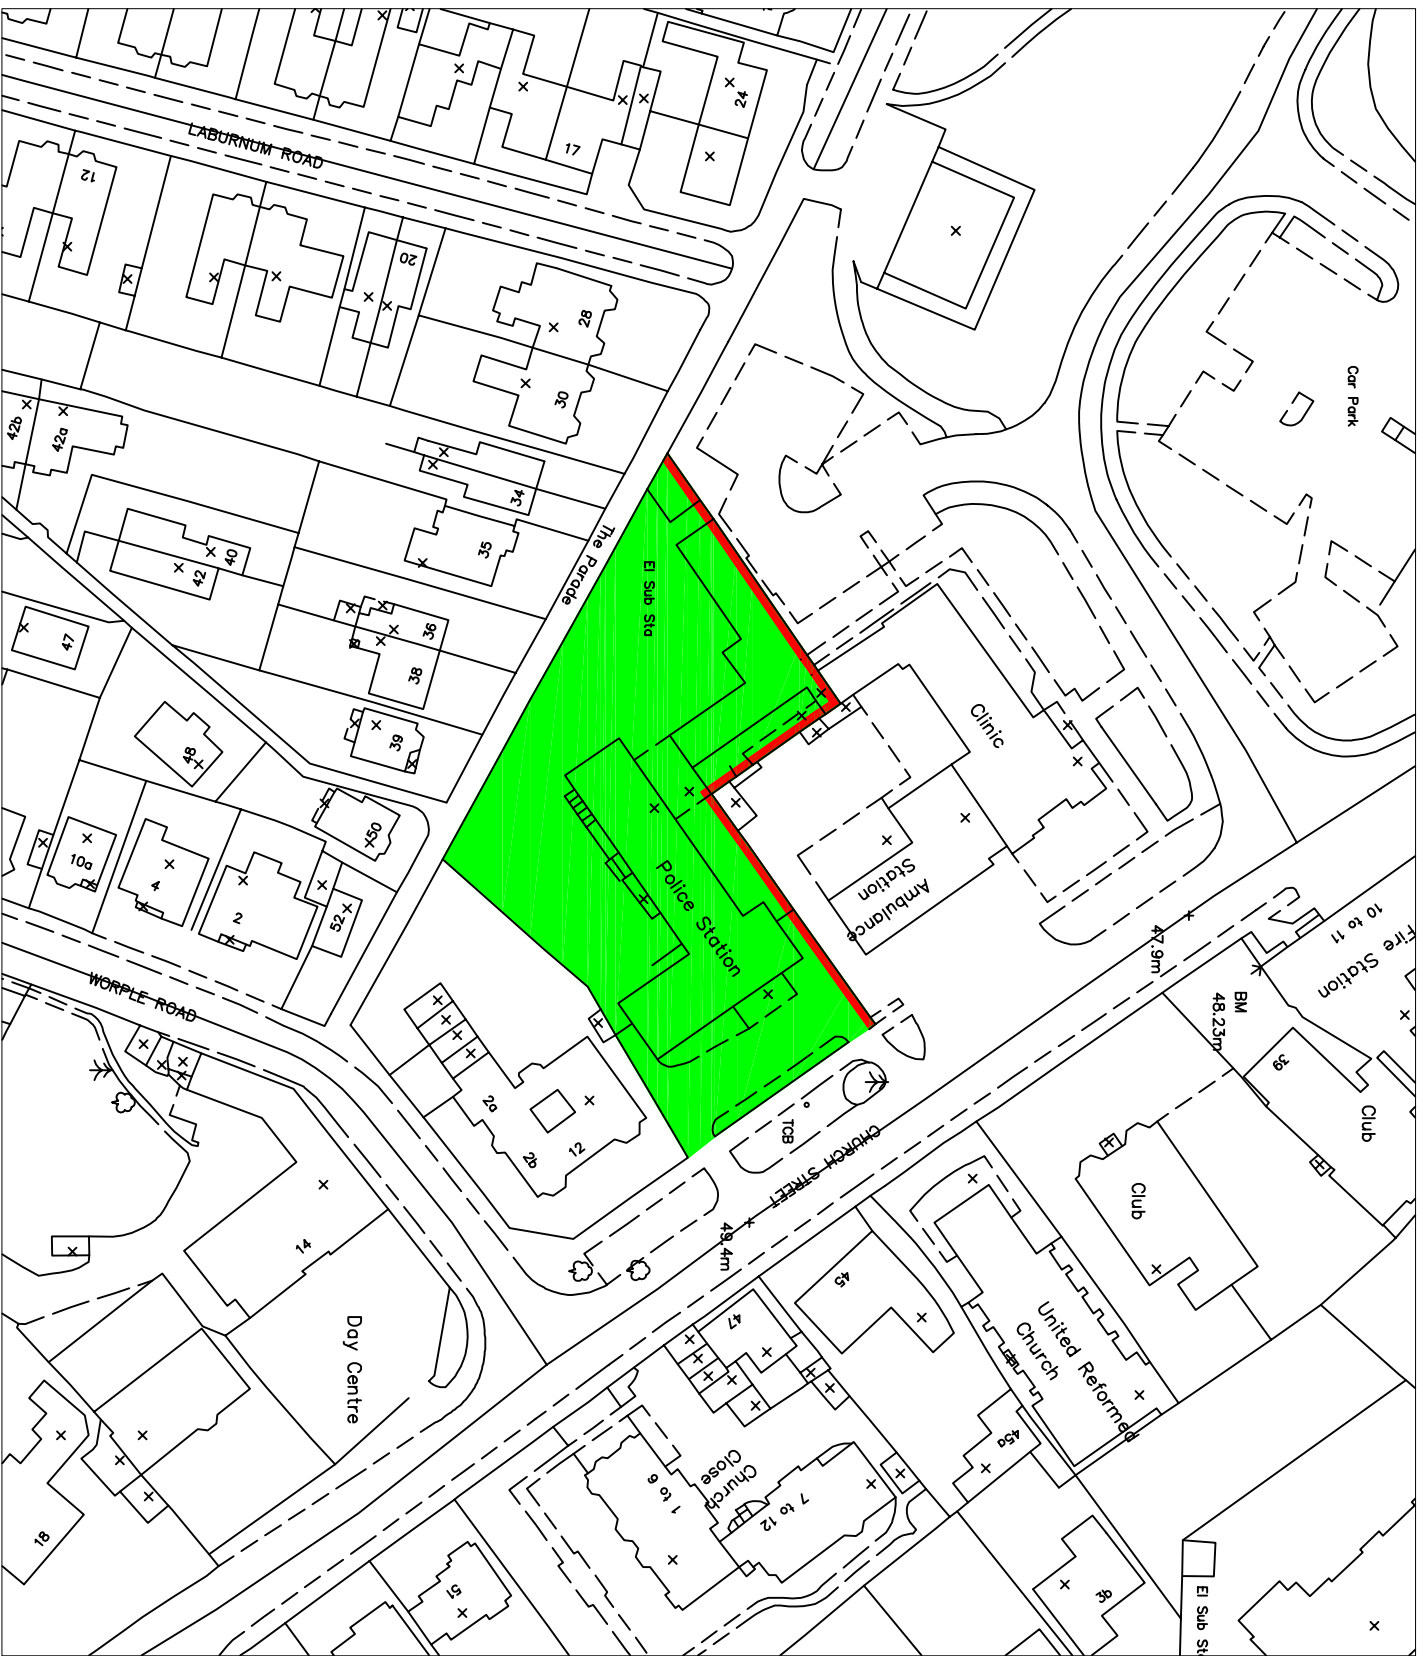 24
17
LABURNUM ROAD
12
20
28
30
Car Park
42b
42a
34
35
The Parade
El Sub Sta
40
42
36
38
47
39
48
50
Clinic
Ambulance
Station
Police Station
10a
4
2
52
47.9m
10 to 11
Fire Station
BM
48.23m
39
Club
WORPLE ROAD
2a
2b
12
TCB
CHURCH STREET
49.4m
Club
14
45
47
United Reformed
Church
Day Centre
45a
Church
Close
1 to 6
7 to 12
18
51
El Sub Sta